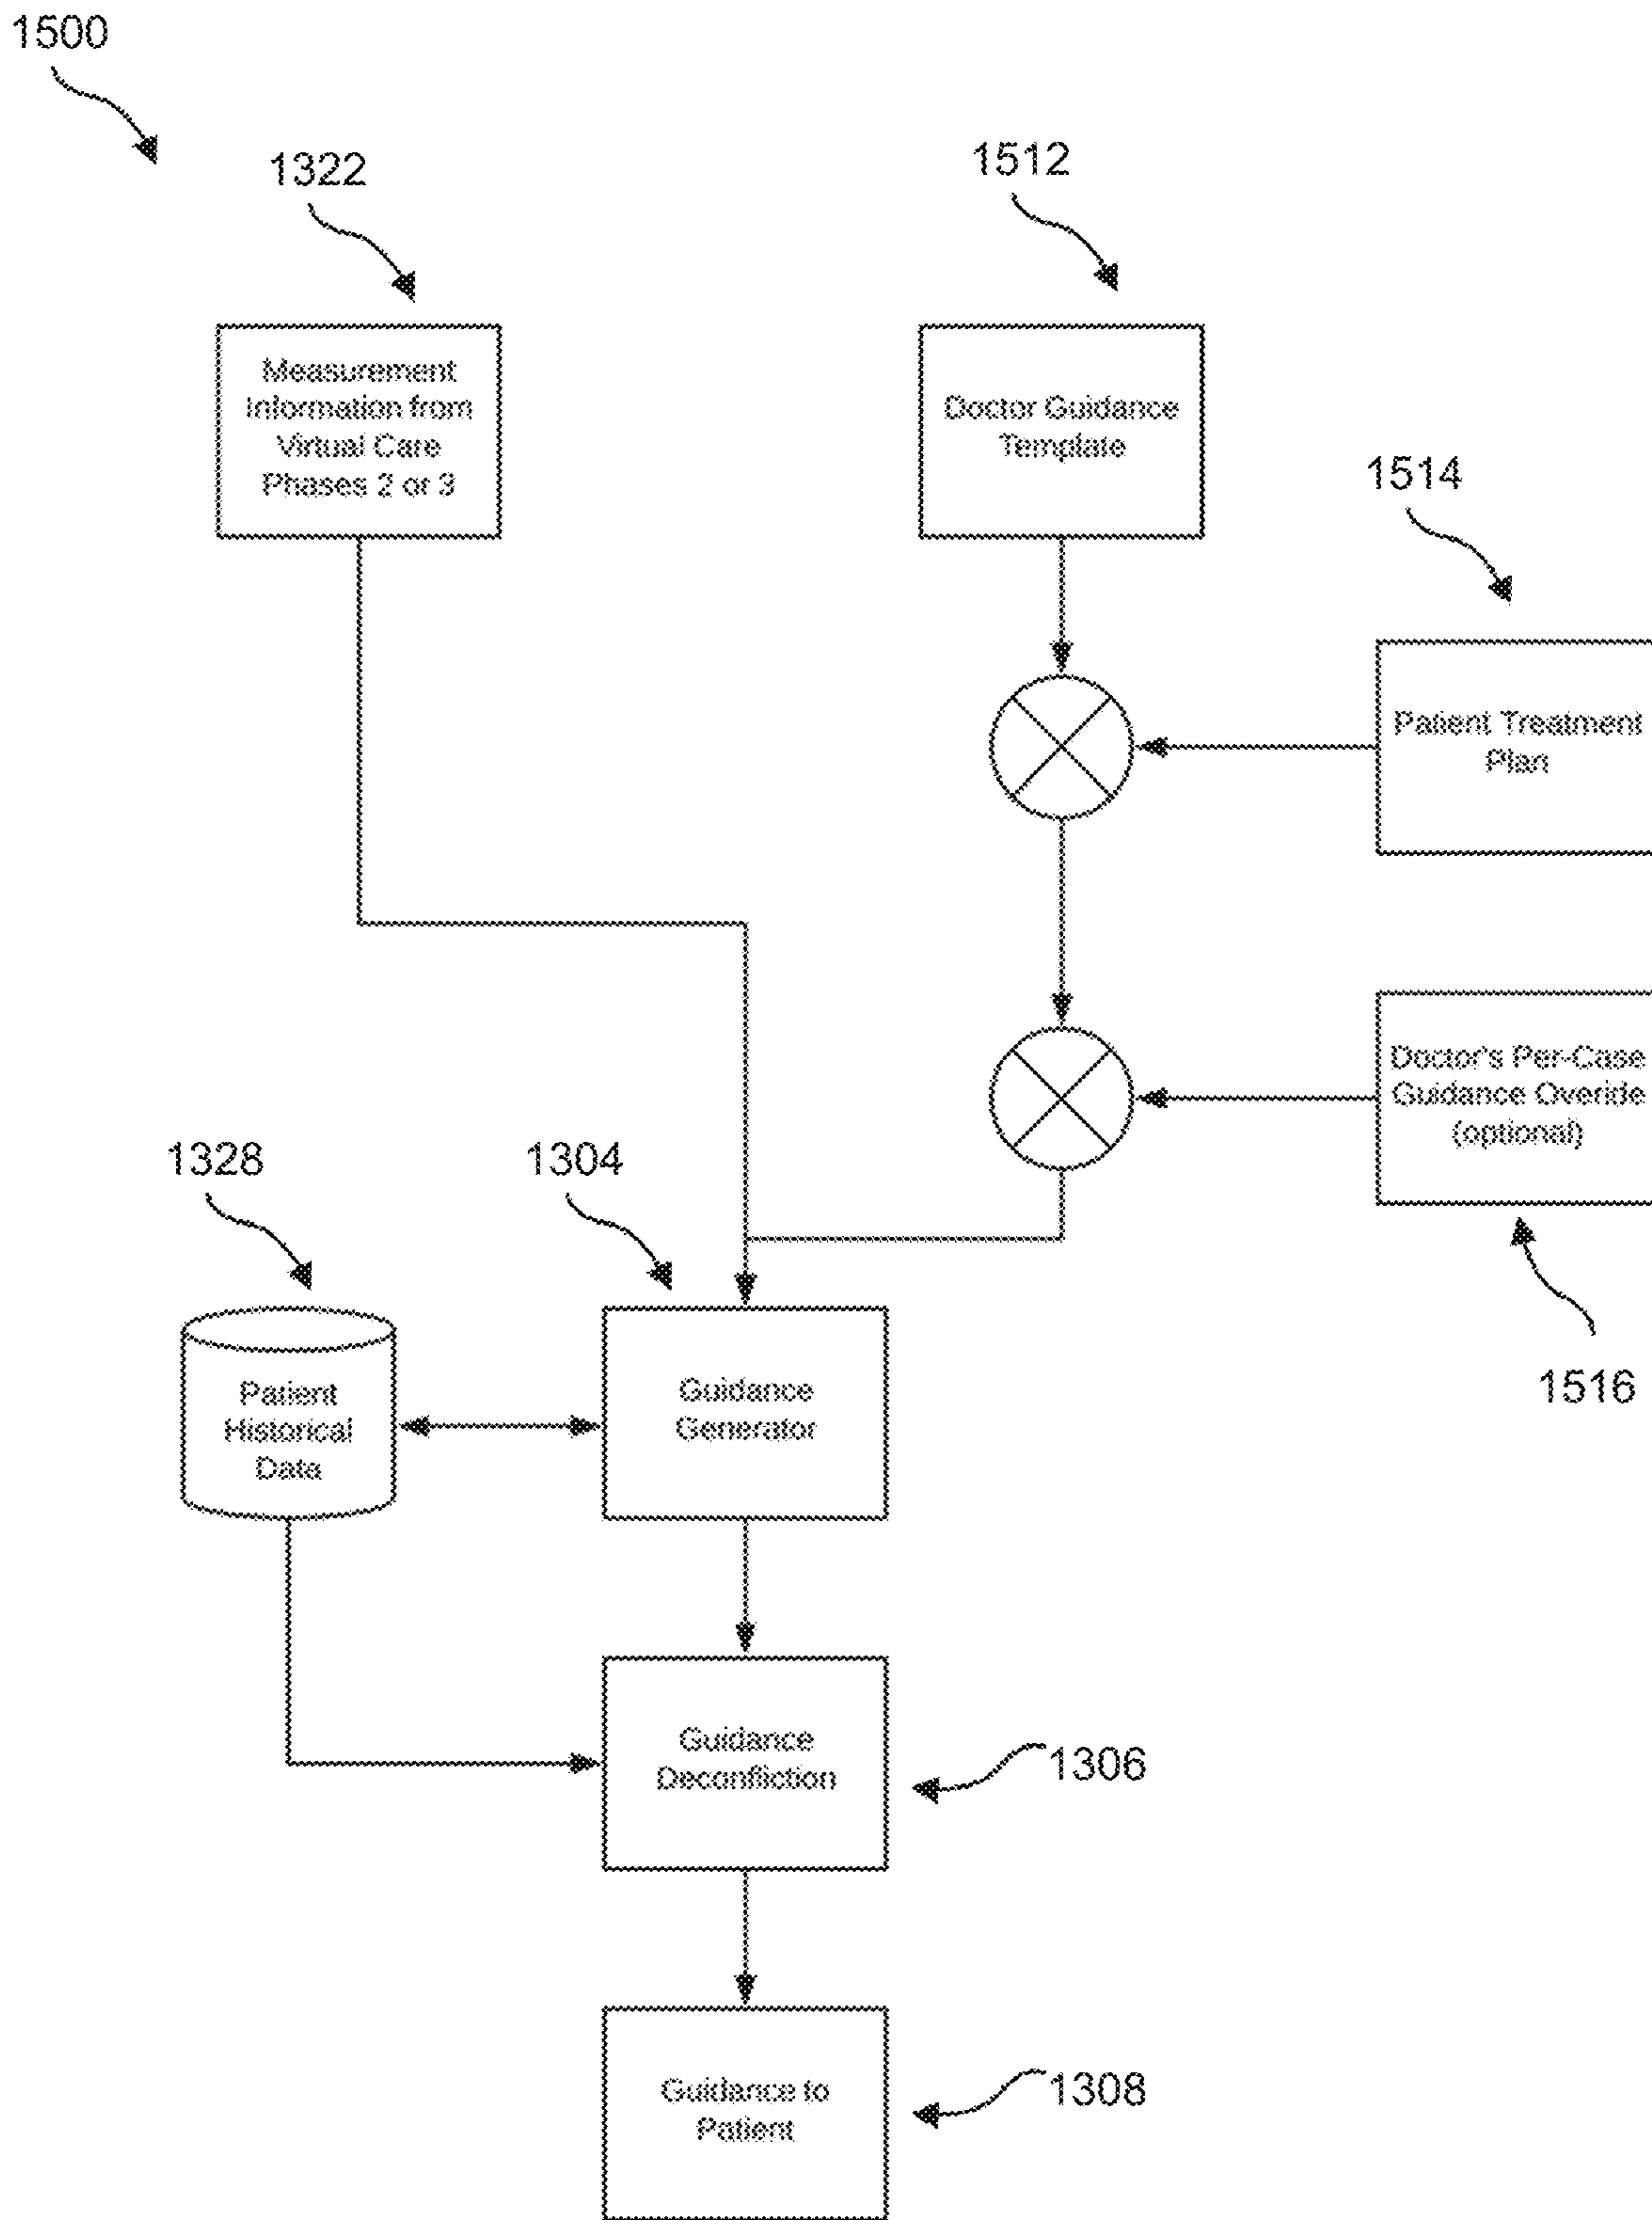 1500
1322
1512
Measurement
Information from
Virtual Care
Phases 2 or 3
Doctor Guidance
Template
1514
Patient Treatment
Plan
Doctor's Per-Case
Guidance Overide
(optional)
1516
1328
1304
Patient
Historical
Data
Guidance
Generator
Guidance
Deconfliction
1306
Guidance to
Patient
1308